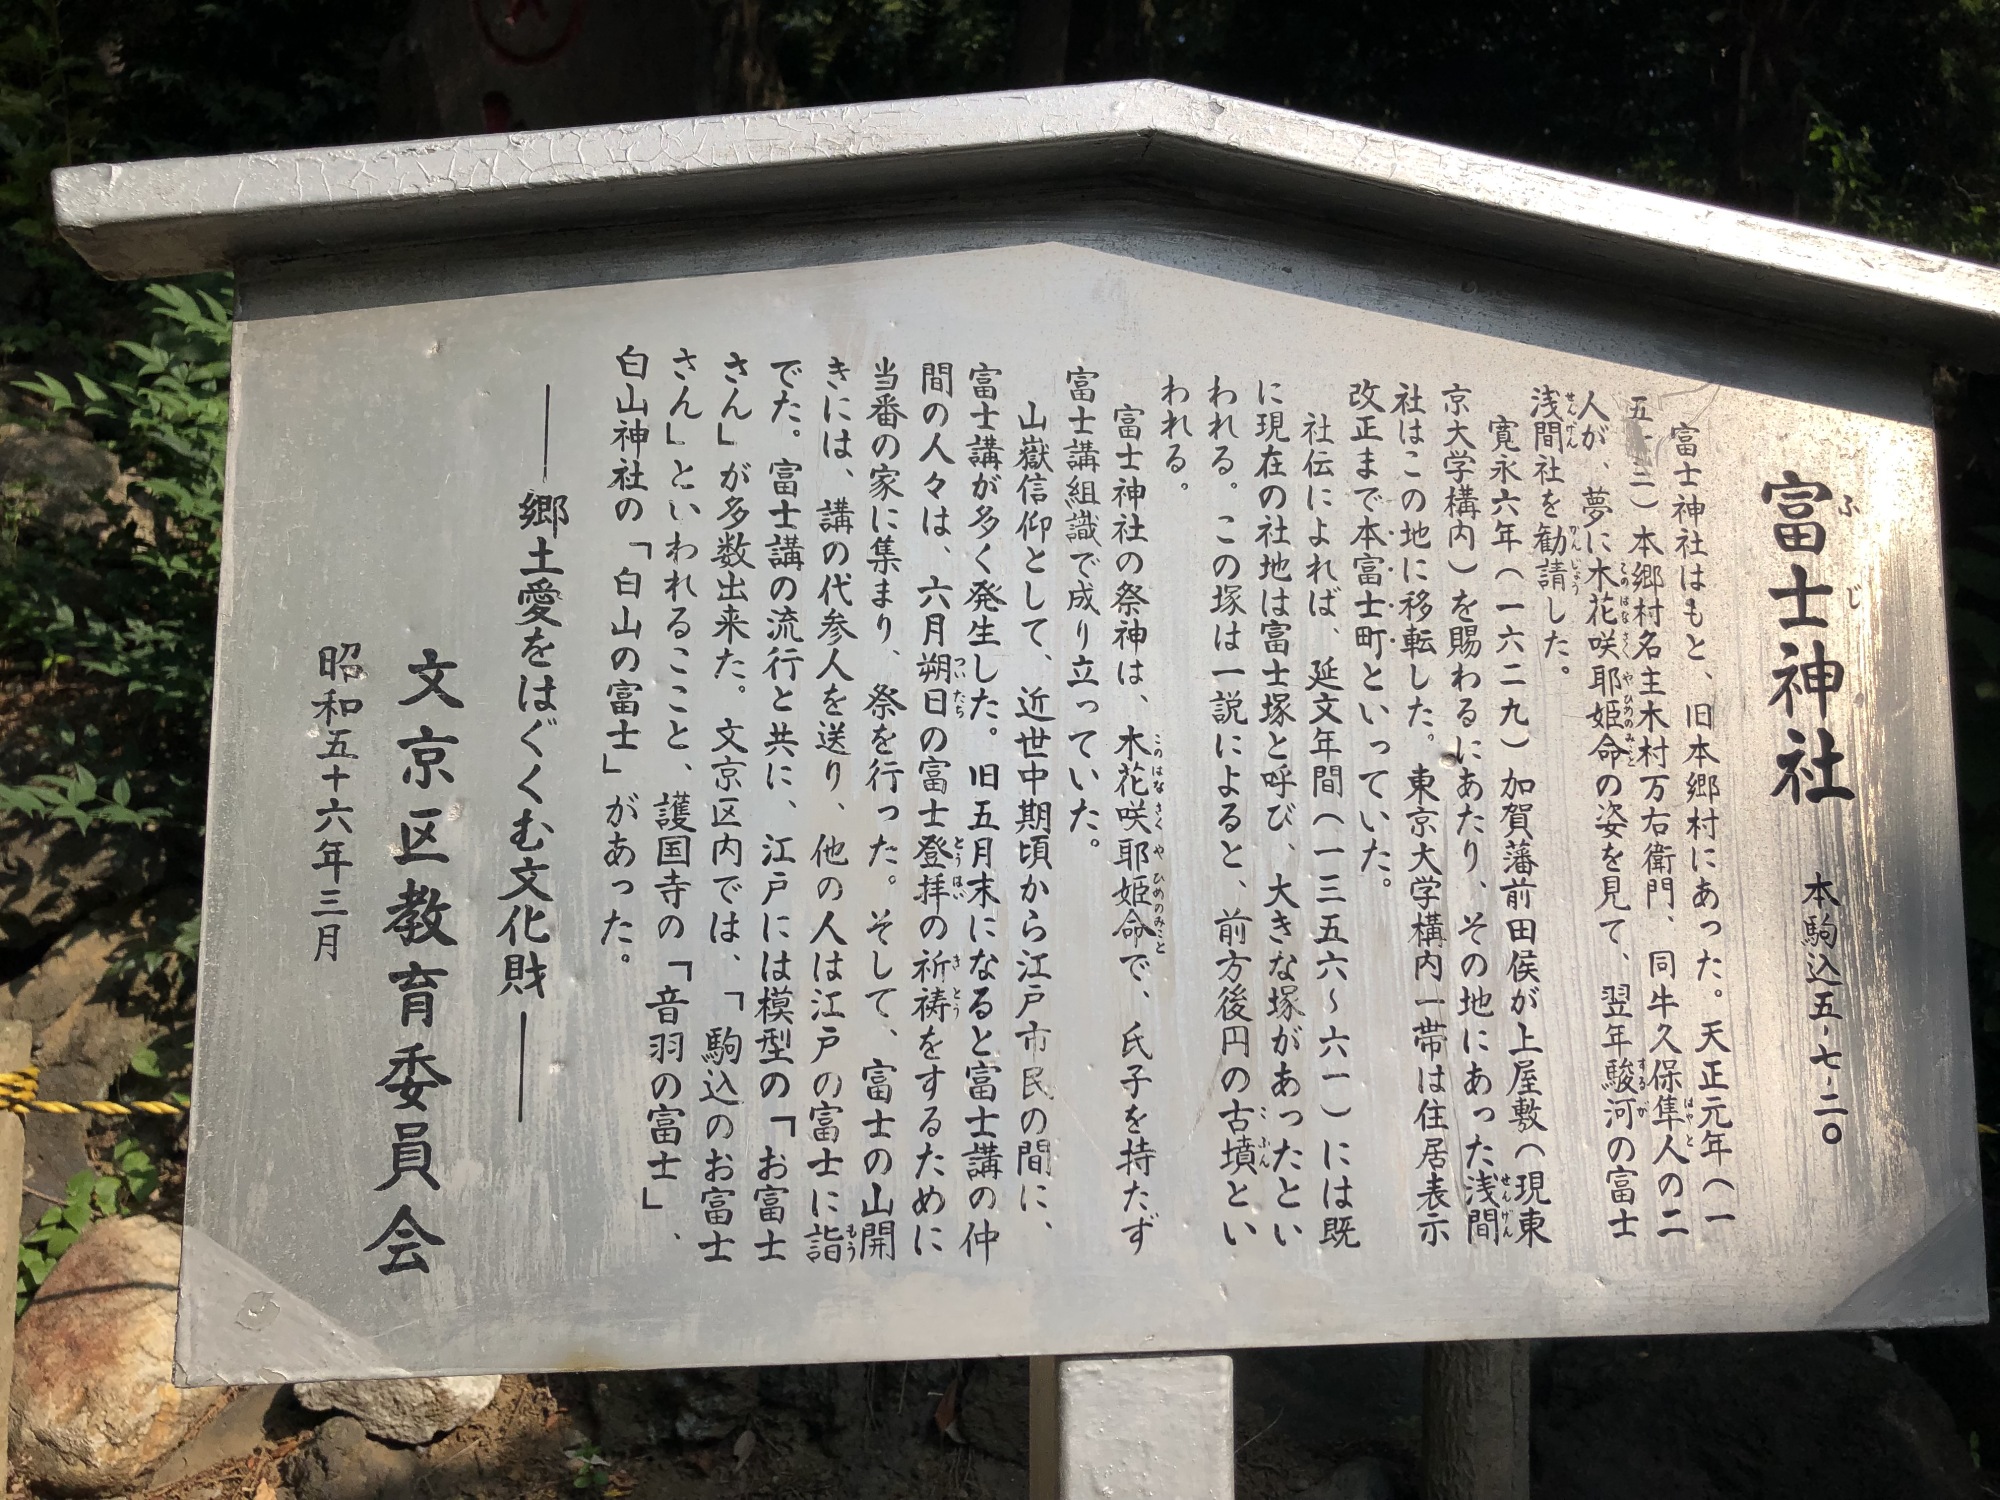 富士神社 本駒込五-七-二〇
ふじ
富士神社はもと、旧本郷村にあった。天正元年(一
五七三)本郷村名主木村万右衛門、同牛久保隼人の二
人が、夢に木花咲耶姫命の姿を見て、翌年駿河の富士
浅間社を勧請した。
寛永六年(一六二九)加賀藩前田侯が上屋敷(現東
京大学構内)を賜わるにあたり、その地にあった浅間
社はこの地に移転した。東京大学構内一帯は住居表示
改正まで本富士町といっていた。
社伝によれば、延文年間(一三五六~六一)には既
に現在の社地は富士塚と呼び、大きな塚があったとい
われる。この塚は一説によると、前方後円の古墳とい
われる。
富士神社の祭神は、木花咲耶姫命で、氏子を持たず
富士講組識で成り立っていた。
山嶽信仰として、近世中期頃から江戸市民の間に、
富士講が多く発生した。旧五月末になると富士講の仲
間の人々は、六月朔日の富士登拝の祈祷をするために
当番の家に集まり、祭を行った。そして、富士の山開
きには、講の代参人を送り、他の人は江戸の富士に詣
でた。富士講の流行と共に、江戸には模型の「お富士
さん」が多数出来た。文京区内では、「駒込のお富士
さん」といわれるここと、護国寺の「音羽の富士」、
白山神社の「白山の富士」があった。
——郷土愛をはぐくむ文化財——
文京区教育委員会
昭和五十六年三月